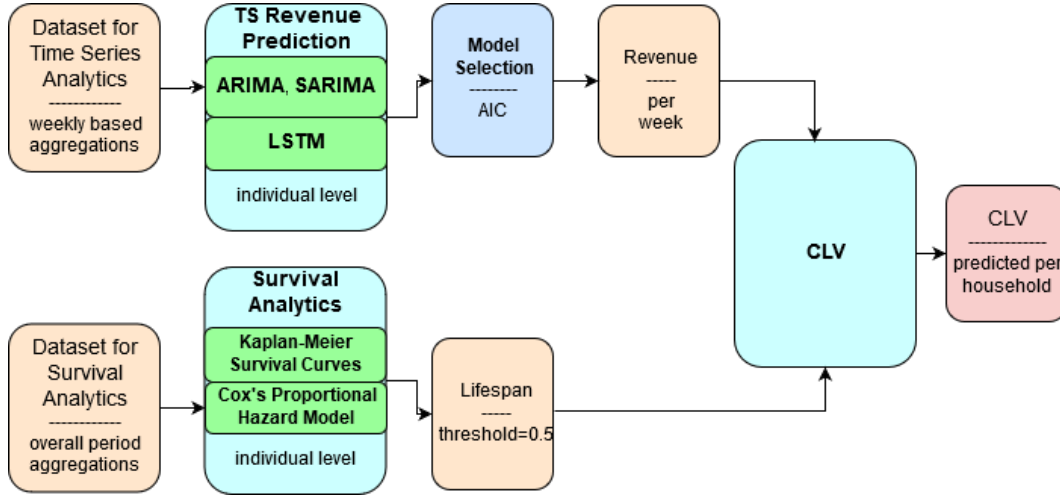 Dataset for
Time Series
Analytics
------------
weekly based
aggregations
TS Revenue
Prediction
ARIMA, SARIMA
LSTM
individual level
Model
Selection
--------
AIC
Revenue
-----
per
week
CLV
CLV
-------------
predicted per
household
Dataset for
Survival
Analytics
------------
overall period
aggregations
Survival
Analytics
Kaplan-Meier
Survival Curves
Cox's Proportional
Hazard Model
individual level
Lifespan
-----
threshold=0.5